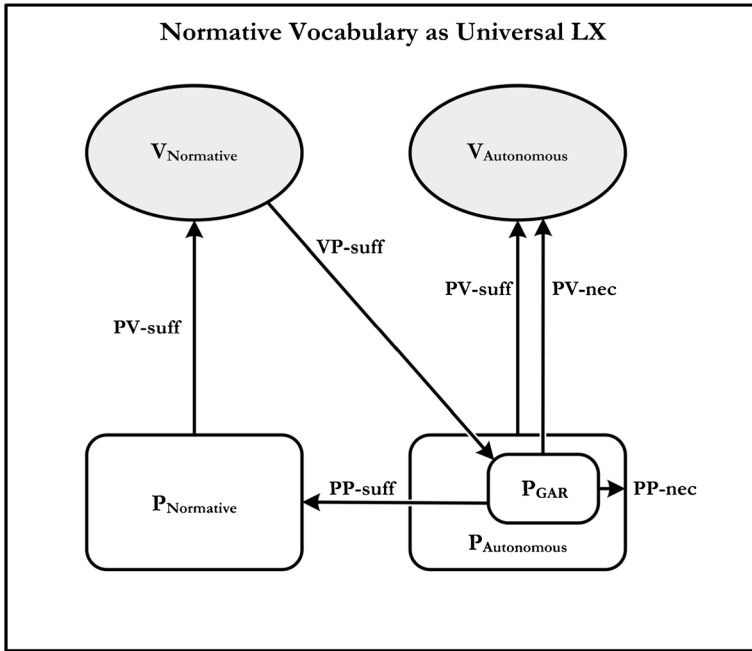 Normative Vocabulary as Universal LX
VNormative
VAutonomous
VP-suff
PV-suff
PV-nec
PV-suff
PP-suff
PGAR
PP-nec
PNormative
PAutonomous